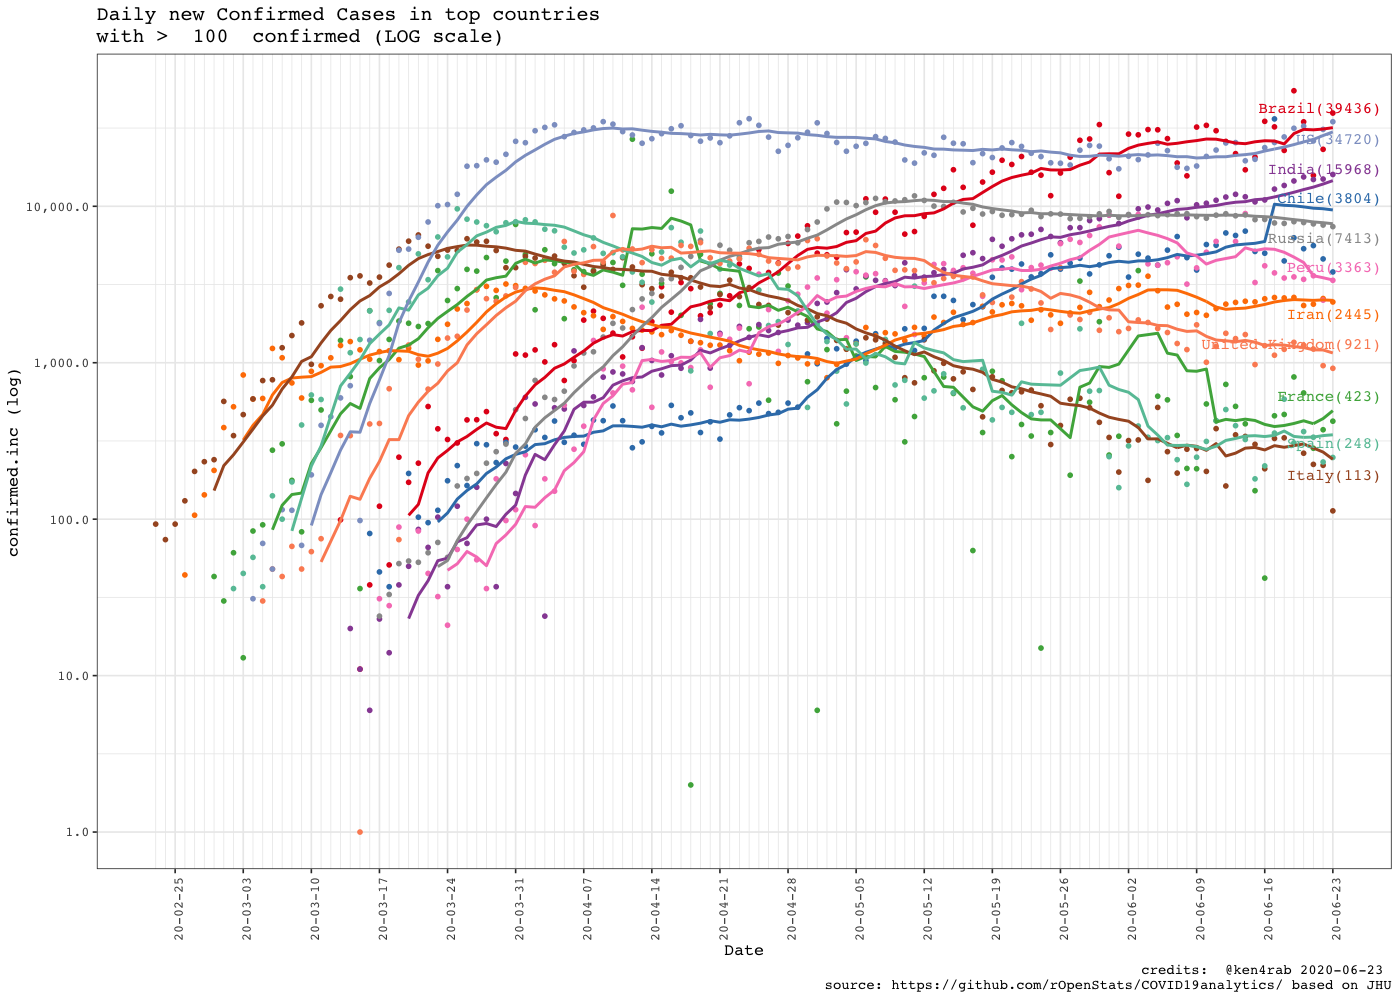 Daily new Confirmed Cases in top countries
with >  100  confirmed (LOG scale)
confirmed.inc (log)
10,000.0
1,000.0
100.0
10.0
1.0
Brazil(39436)
US(34720)
India(15968)
Chile(3804)
Russia(7413)
Peru(3363)
Iran(2445)
United Kingdom(921)
France(423)
Spain(248)
Italy(113)
20-02-25
20-03-03
20-03-10
20-03-17
20-03-24
20-03-31
20-04-07
20-04-14
20-04-21
20-04-28
20-05-05
20-05-12
20-05-19
20-05-26
20-06-02
20-06-09
20-06-16
20-06-23
Date
credits:  @ken4rab 2020-06-23
source: https://github.com/rOpenStats/COVID19analytics/ based on JHU